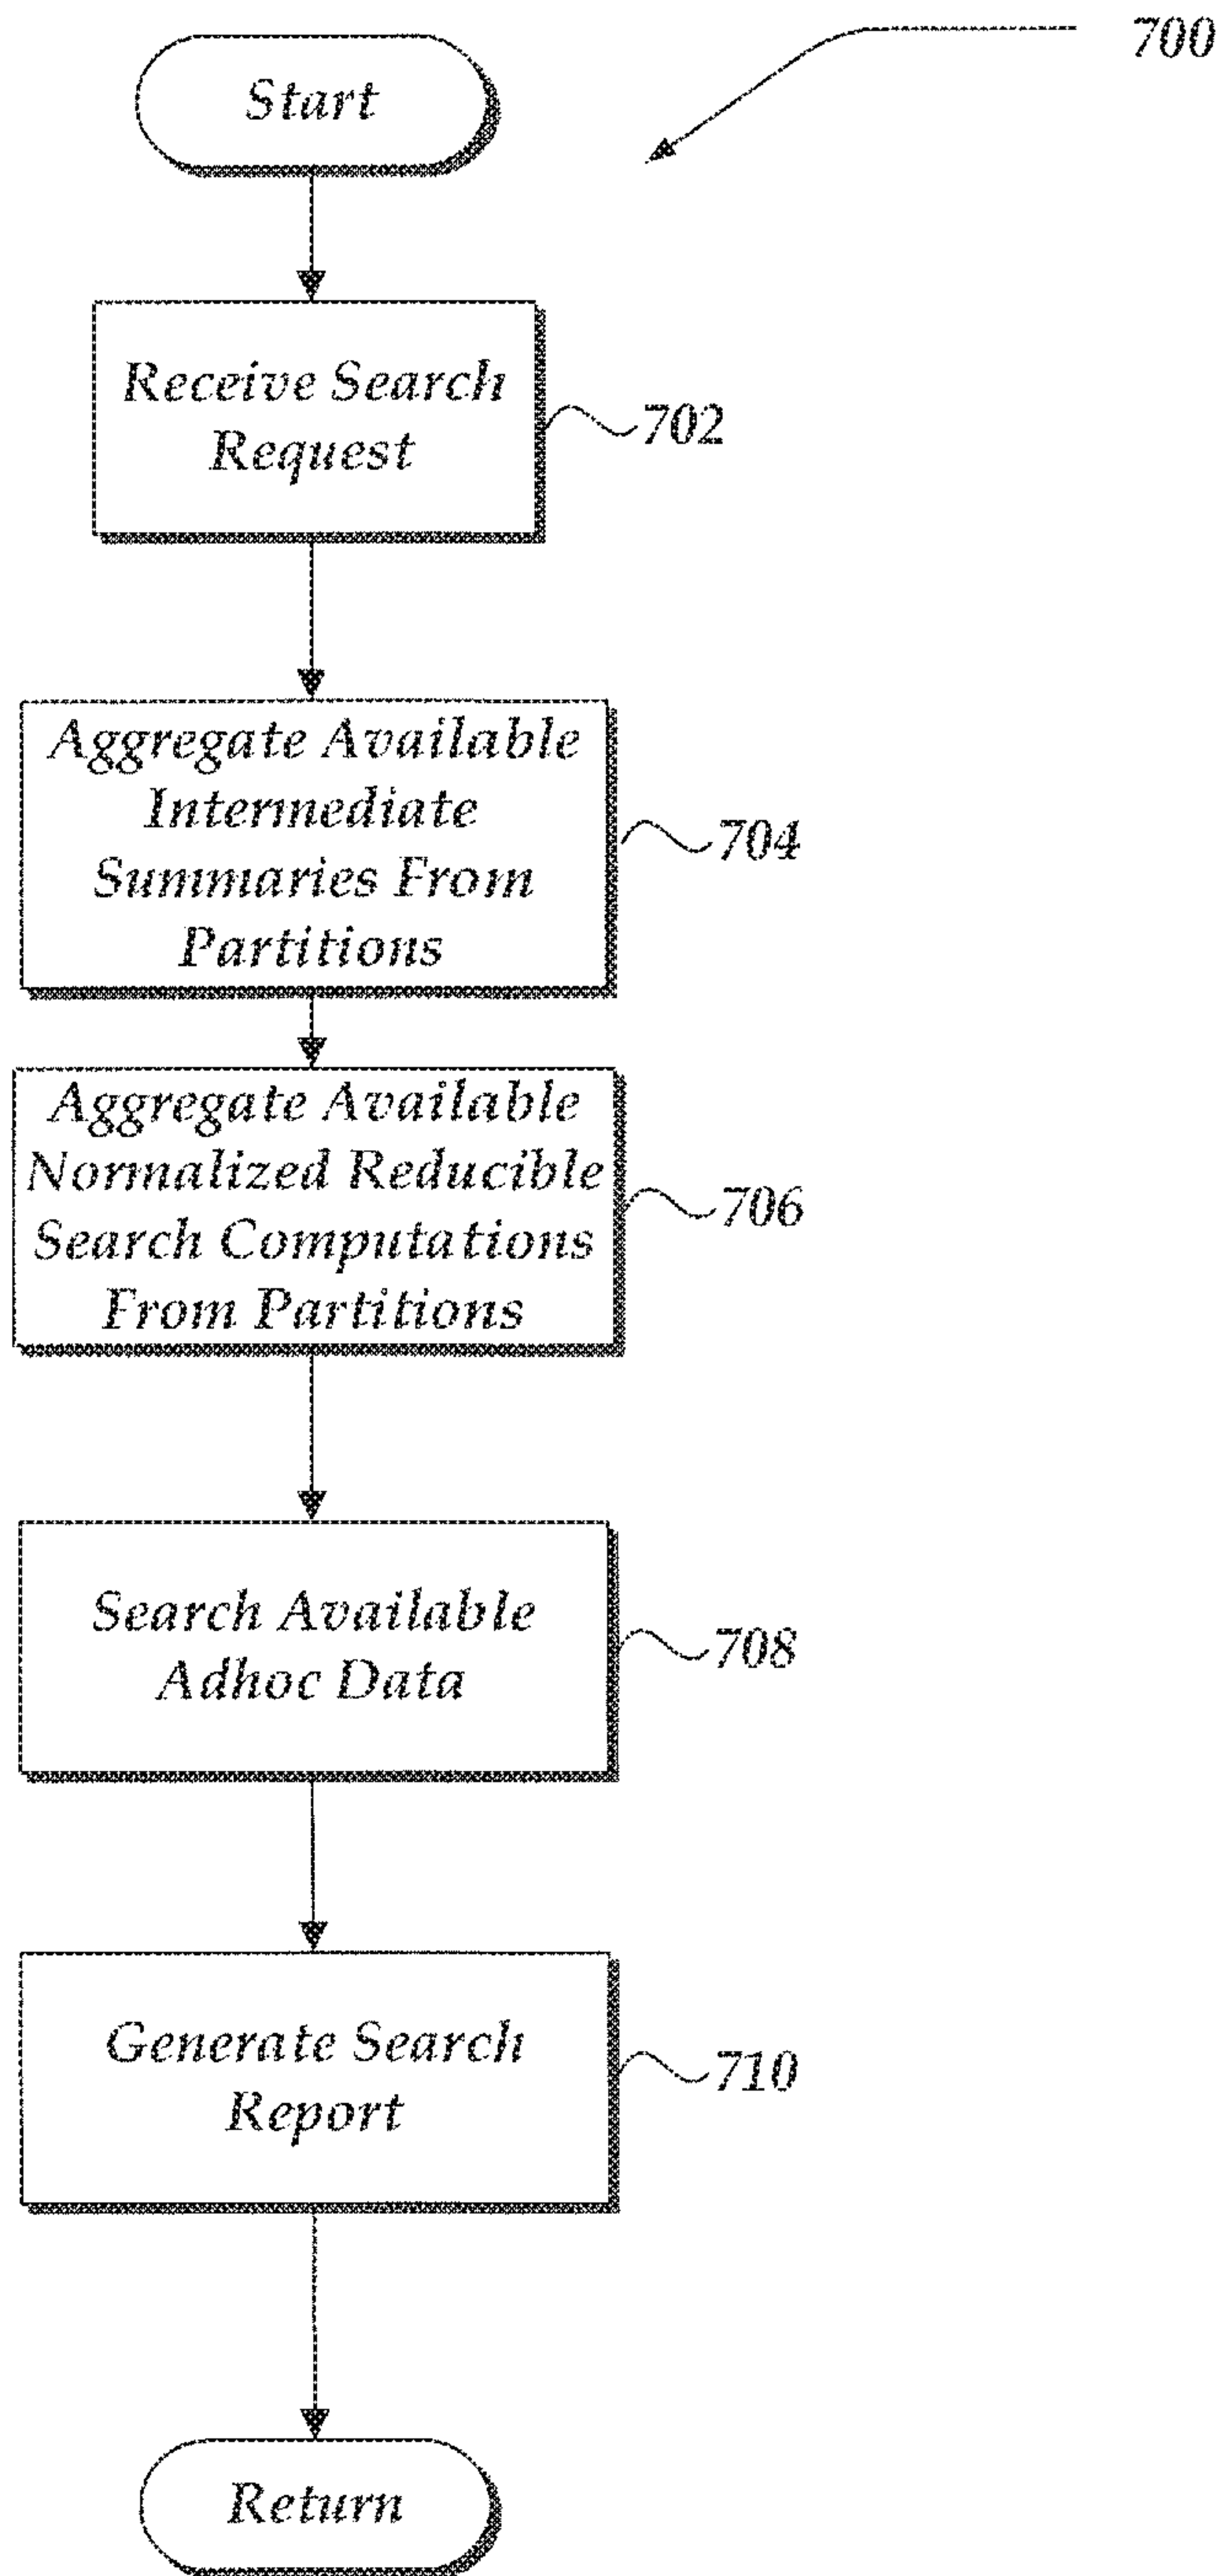 700
Start
Receive Search
Request
702
Aggregate Available
Intermediate
Summaries From
Partitions
704
Aggregate Available
Normalized Reducible
Search Computations
From Partitions
706
Search Available
Adhoc Data
708
Generate Search
Report
710
Return